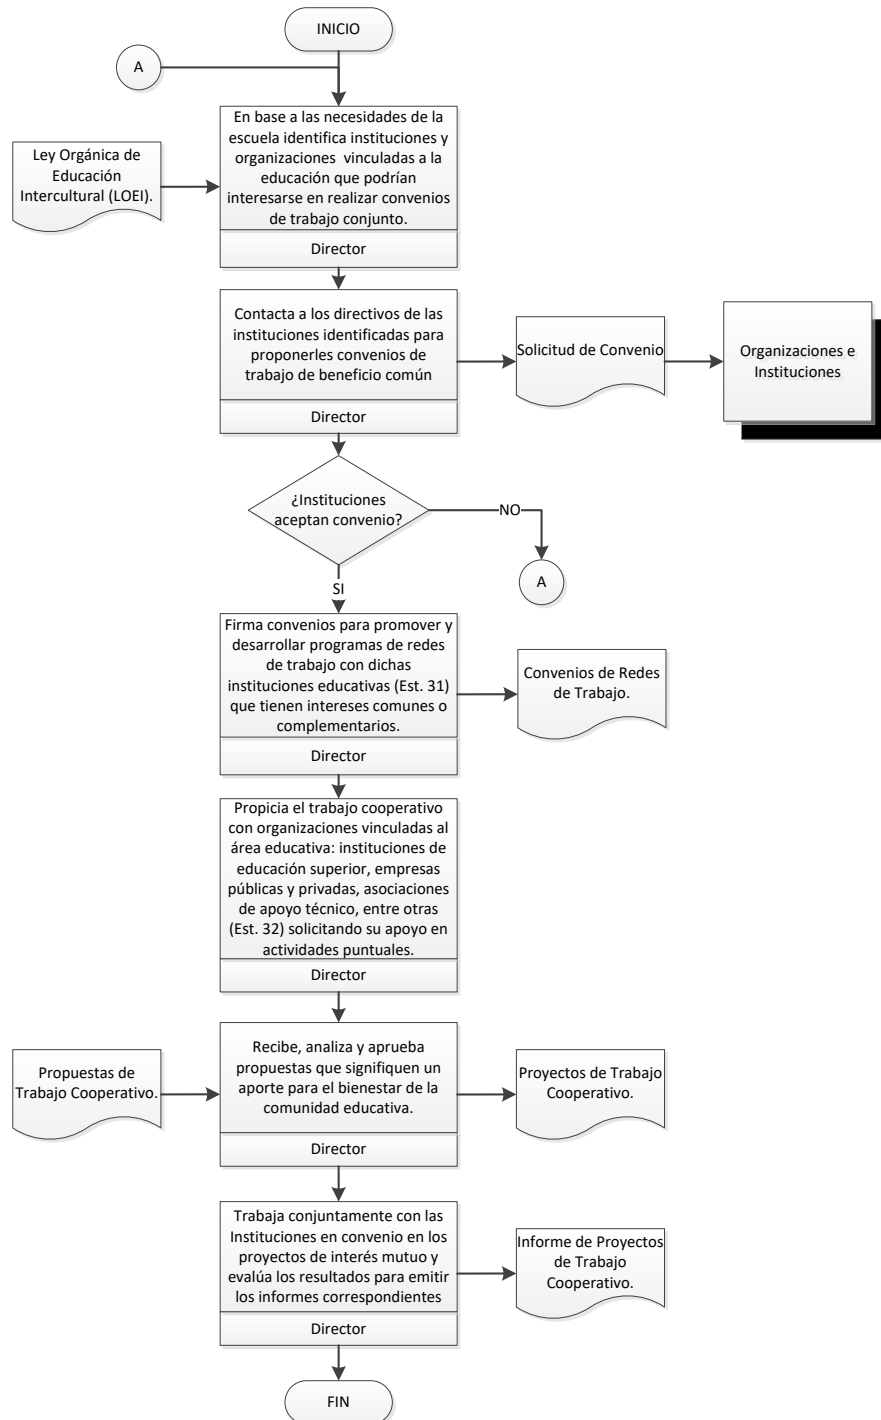 INICIO
A
En base a las necesidades de la
escuela identifica instituciones y
organizaciones vinculadas a la
educación que podrían
interesarse en realizar convenios
de trabajo conjunto.
Director
Ley Orgánica de
Educación
Intercultural (LOEI).
Contacta a los directivos de las
instituciones identificadas para
proponerles convenios de
trabajo de beneficio común
Director
Solicitud de Convenio
Organizaciones e
Instituciones
¿Instituciones
aceptan convenio?
NO
A
SI
Firma convenios para promover y
desarrollar programas de redes
de trabajo con dichas
instituciones educativas (Est. 31)
que tienen intereses comunes o
complementarios.
Director
Convenios de Redes
de Trabajo.
Propicia el trabajo cooperativo
con organizaciones vinculadas al
área educativa: instituciones de
educación superior, empresas
públicas y privadas, asociaciones
de apoyo técnico, entre otras
(Est. 32) solicitando su apoyo en
actividades puntuales.
Director
Propuestas de
Trabajo Cooperativo.
Recibe, analiza y aprueba
propuestas que signifiquen un
aporte para el bienestar de la
comunidad educativa.
Director
Proyectos de Trabajo
Cooperativo.
Trabaja conjuntamente con las
Instituciones en convenio en los
proyectos de interés mutuo y
evalúa los resultados para emitir
los informes correspondientes
Director
Informe de Proyectos
de Trabajo
Cooperativo.
FIN